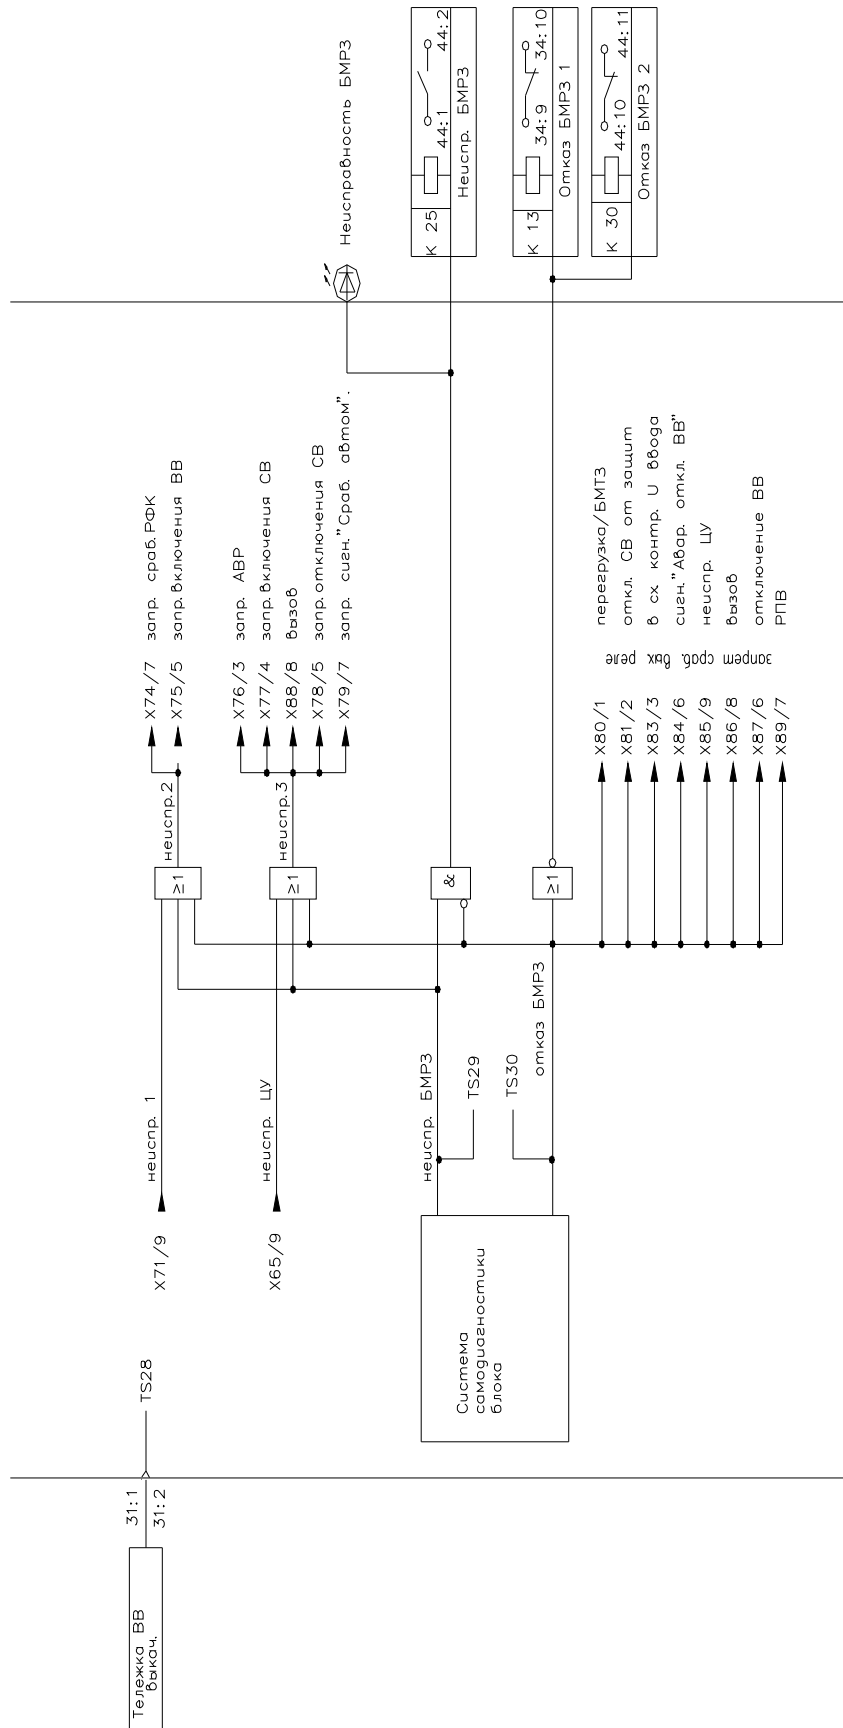 Тележка ВВ
выкач.
31:1
31:2
TS28
X71/9
неиспр. 1
неиспр.2
X74/7 запр. сраб.РФК
X75/5 запр.включения ВВ
X65/9
неиспр. ЦУ
неиспр.3
X76/3 запр. АВР
X77/4 запр.включения СВ
X88/8 вызов
X78/5 запр.отключения СВ
X79/7 запр. сигн."Сраб. автом".
Неисправность БМРЗ
Система
самодиагностики
блока
неиспр. БМРЗ
TS29
TS30
отказ БМРЗ
≥1
≥1
&
≥1
К 25
44:1
44:2
Неиспр. БМРЗ
К 13
34:9
34:10
Отказ БМРЗ 1
К 30
44:10
44:11
Отказ БМРЗ 2
X80/1 перегрузка/БМТЗ
X81/2 откл. СВ от защит
X83/3 в сх. контр. U ввода
X84/6 сигн."Авар. откл. ВВ"
X85/9 неиспр. ЦУ
X86/8 вызов
X87/6 отключение ВВ
X89/7 РПВ
запрет сраб. вых реле